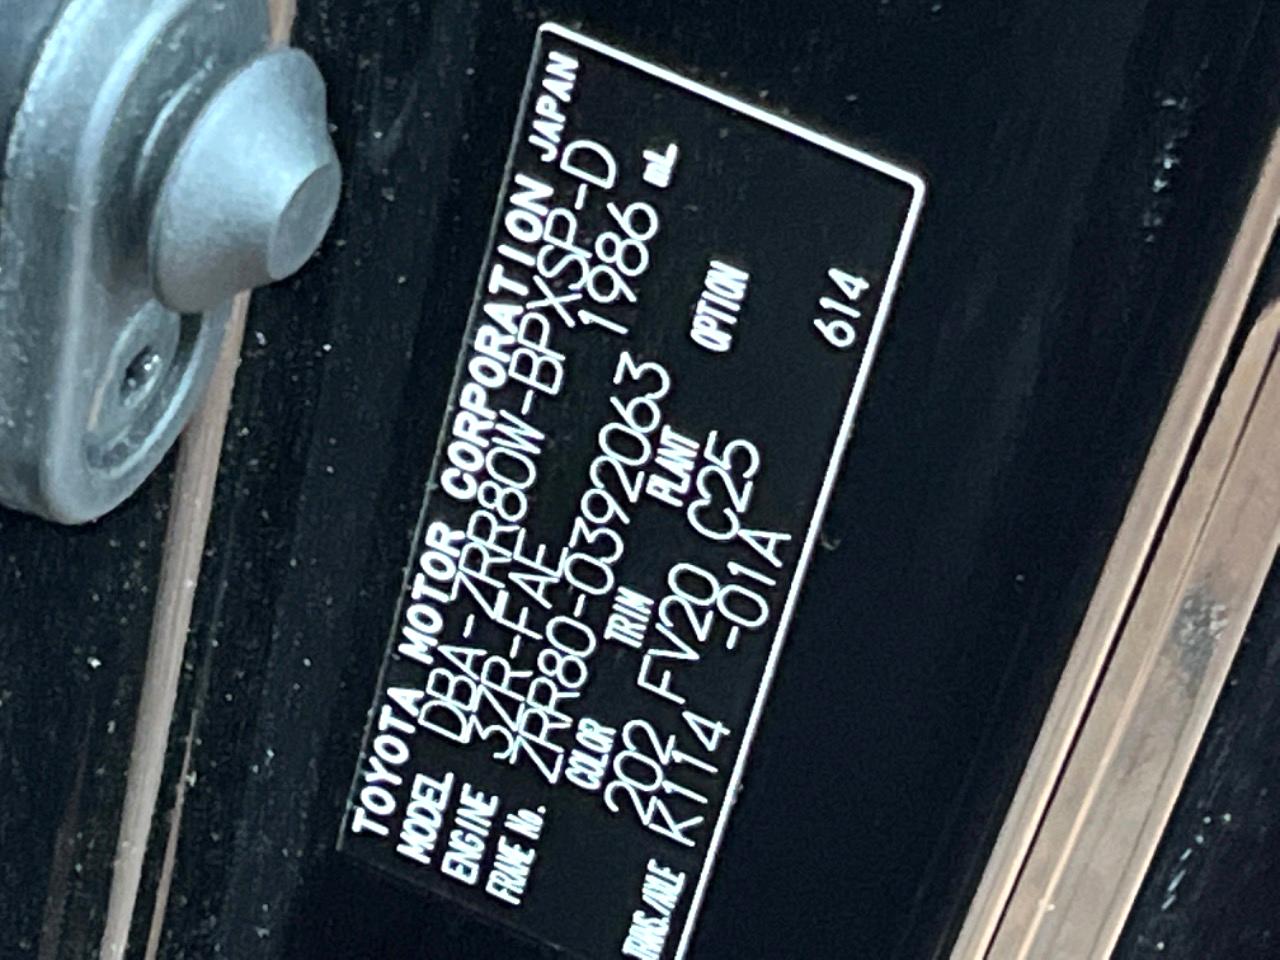 TOYOTA MOTOR CORPORATION JAPAN
MODEL DBA-ZRR80W-BPXSP-D
ENGINE 3ZR-FAE 1986 mL
FRAME No. ZRR80-0392063
COLOR TRIM PLANT OPTION
202 FV20 C25
TRANS./AXLE K114 -01A 614